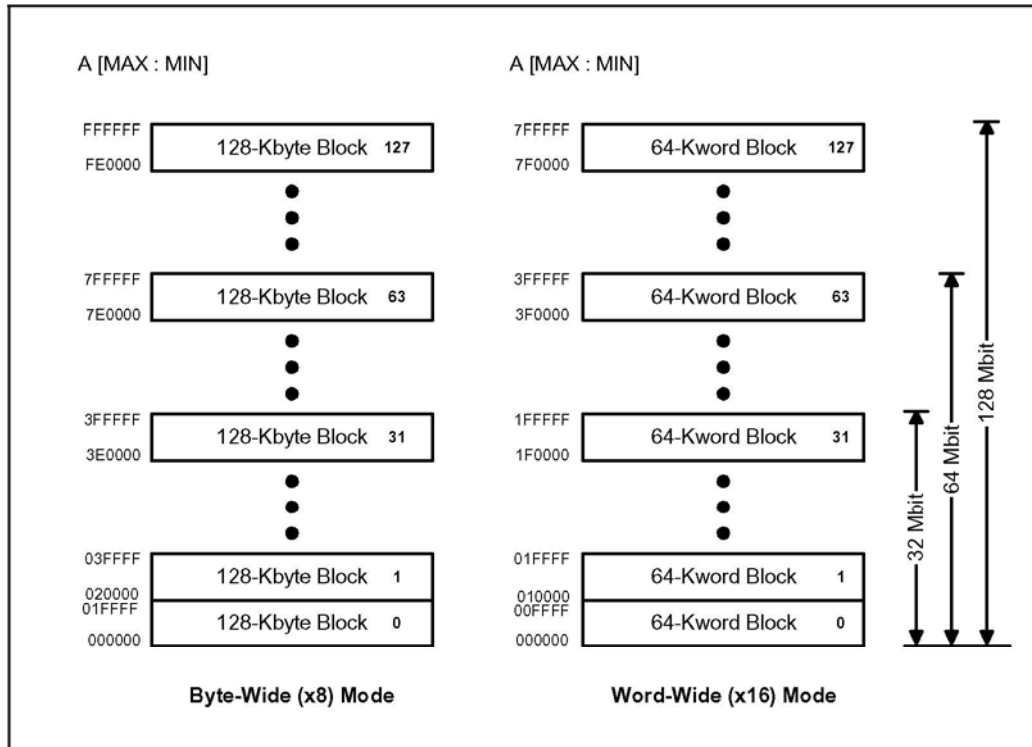 A [MAX : MIN]
A [MAX : MIN]
FFFFFF
128-Kbyte Block 127
FE0000
7FFFFF
64-Kword Block 127
7F0000
7FFFFF
128-Kbyte Block 63
7E0000
3FFFFF
64-Kword Block 63
3F0000
3FFFFF
128-Kbyte Block 31
3E0000
1FFFFF
64-Kword Block 31
1F0000
03FFFF
128-Kbyte Block 1
020000
01FFFF
128-Kbyte Block 0
000000
01FFFF
64-Kword Block 1
010000
00FFFF
64-Kword Block 0
000000
32 Mbit
64 Mbit
128 Mbit
Byte-Wide (x8) Mode
Word-Wide (x16) Mode